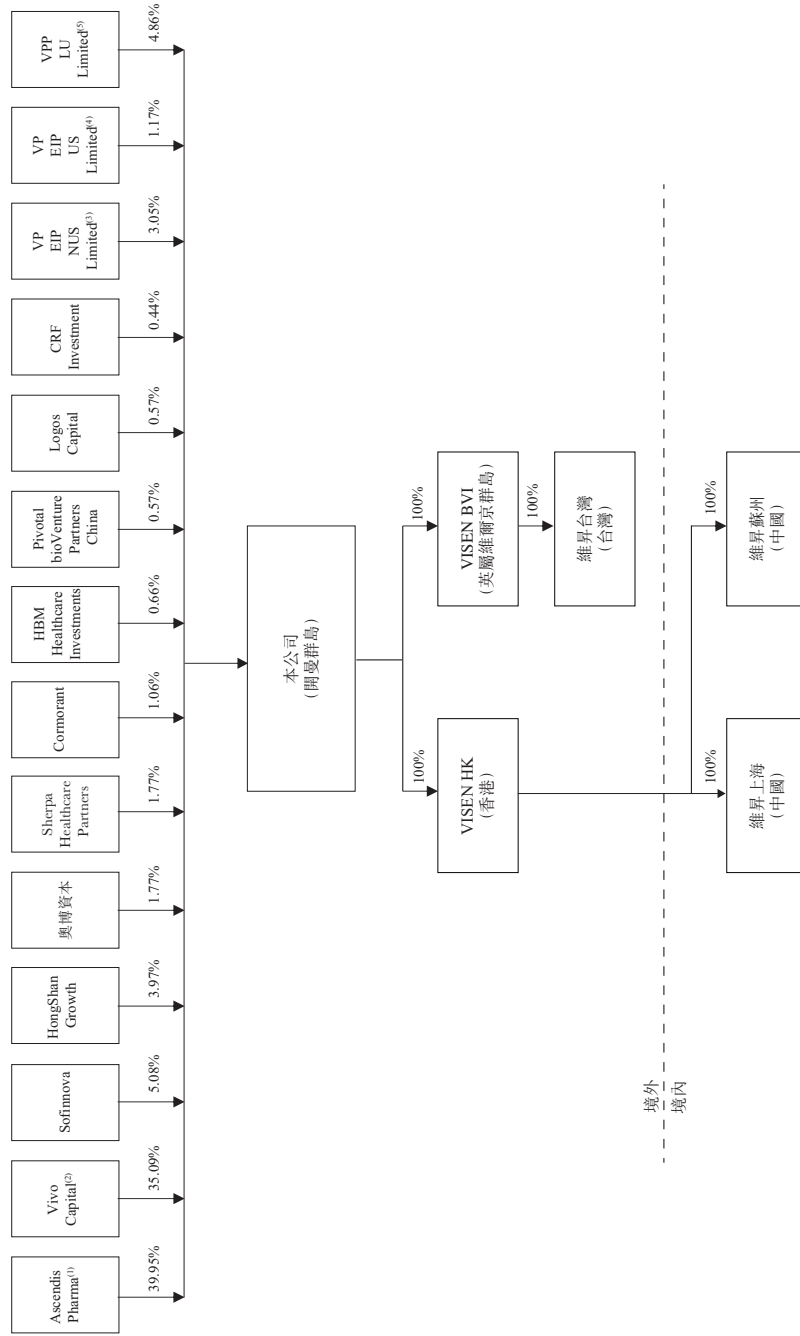 Ascendis
Pharma(1)
Vivo
Capital(2)
Sofinnova
HongShan
Growth
奧博資本
Sherpa
Healthcare
Partners
Cormorant
HBM
Healthcare
Investments
Pivotal
bioVenture
Partners
China
Logos
Capital
CRF
Investment
VP
EIP
NUS
Limited(3)
VP
EIP
US
Limited(4)
VPP
LU
Limited(5)
39.95%
35.09%
5.08%
3.97%
1.77%
1.77%
1.06%
0.66%
0.57%
0.57%
0.44%
3.05%
1.17%
4.86%
本公司
(開曼群島)
100%
100%
VISEN HK
(香港)
VISEN BVI
(英屬維爾京群島)
100%
維昇台灣
(台灣)
境外
境內
100%
100%
維昇上海
(中國)
維昇蘇州
(中國)